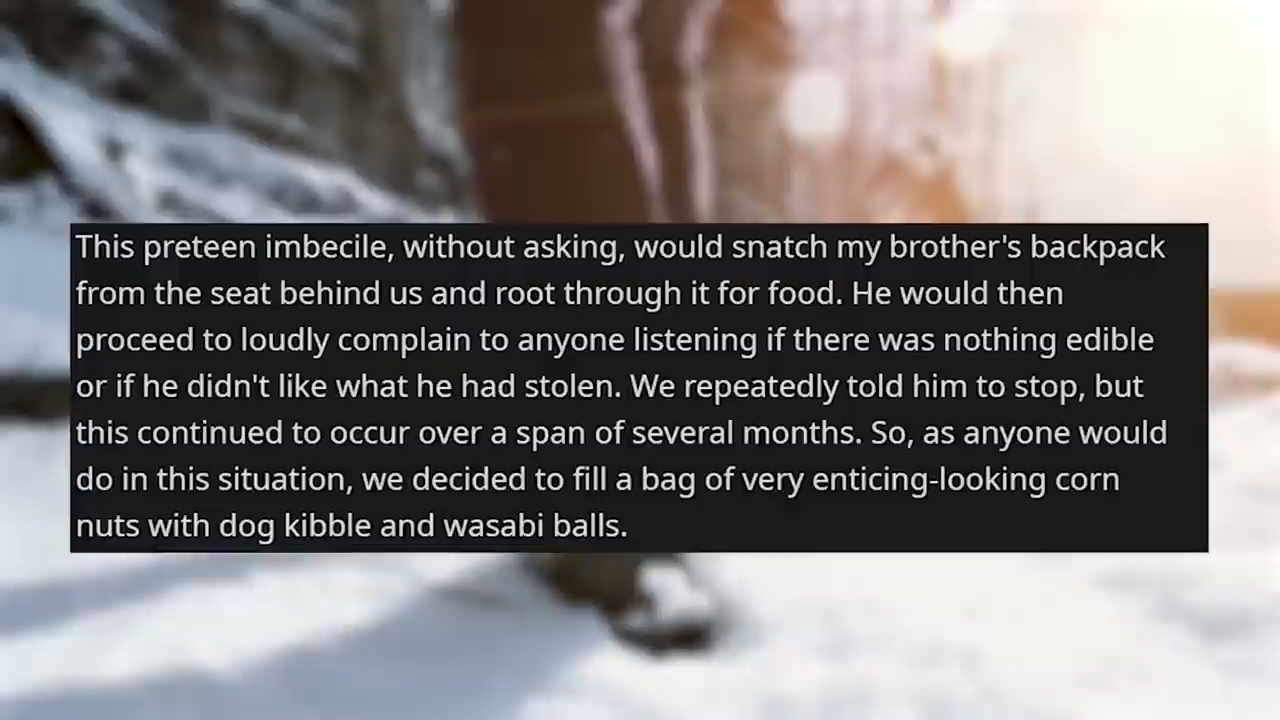 This preteen imbecile, without asking, would snatch my brother's backpack
from the seat behind us and root through it for food. He would then
proceed to loudly complain to anyone listening if there was nothing edible
or if he didn't like what he had stolen. We repeatedly told him to stop, but
this continued to occur over a span of several months. So, as anyone would
do in this situation, we decided to fill a bag of very enticing-looking corn
nuts with dog kibble and wasabi balls.